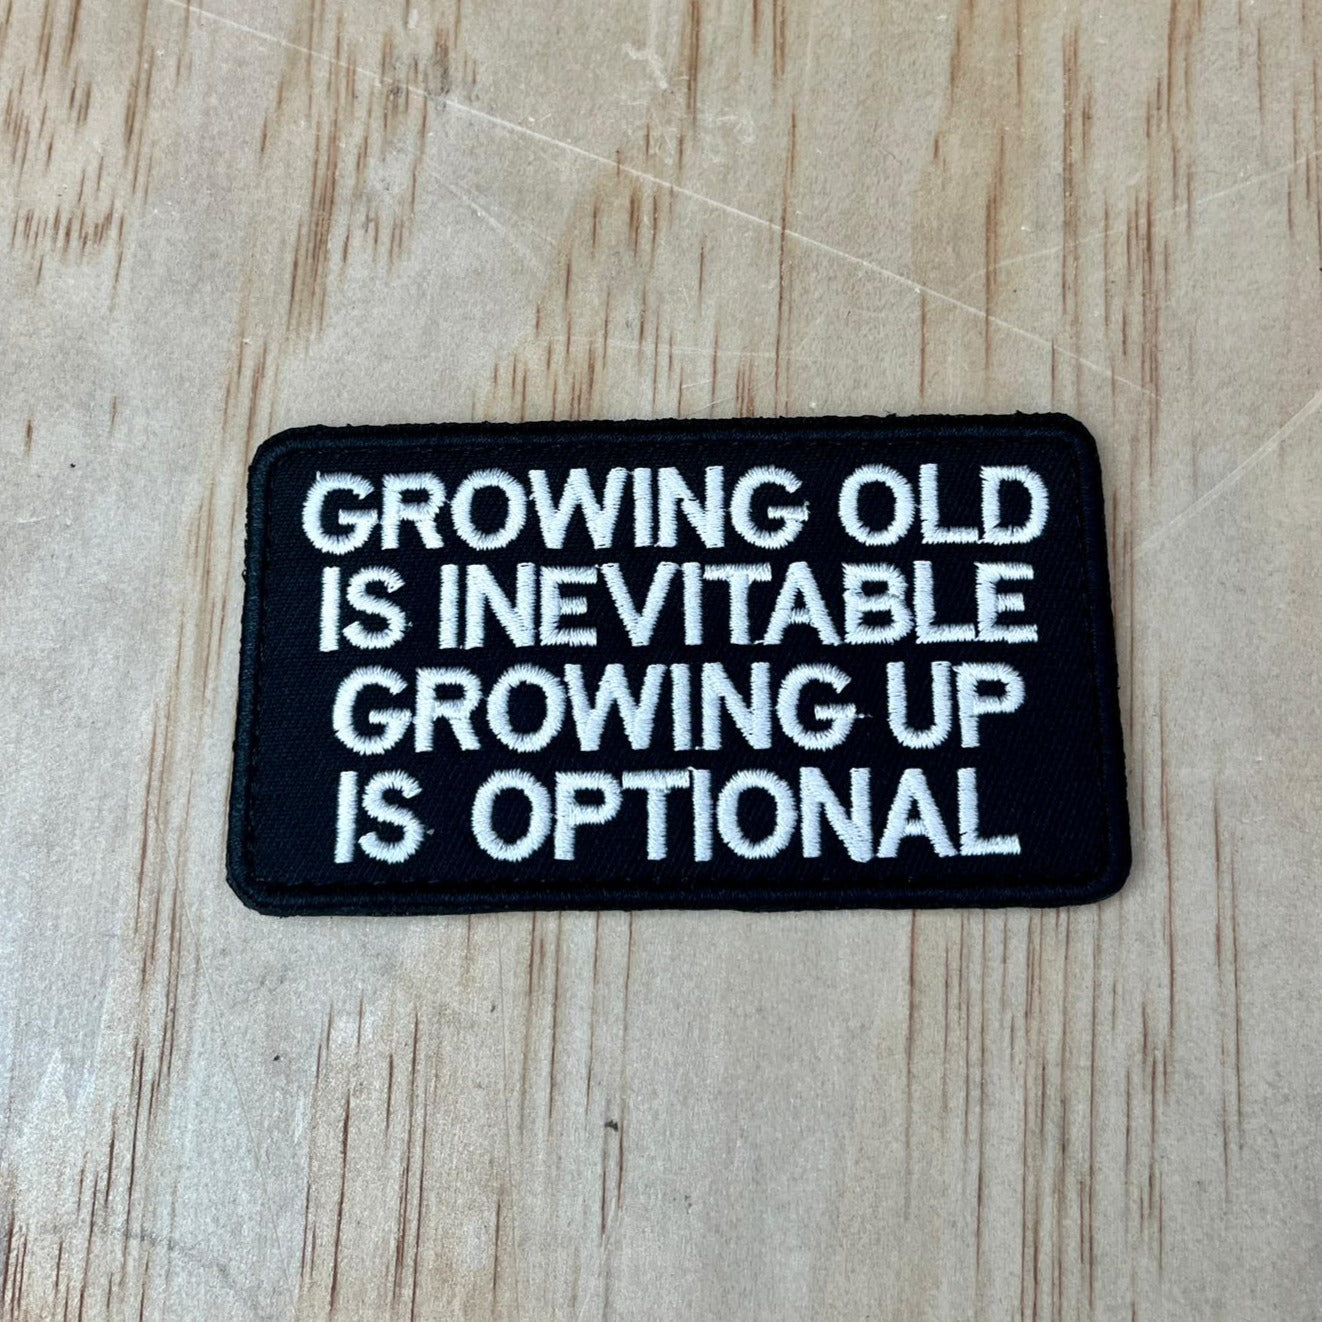 GROWING OLD
IS INEVITABLE
GROWING UP
IS OPTIONAL